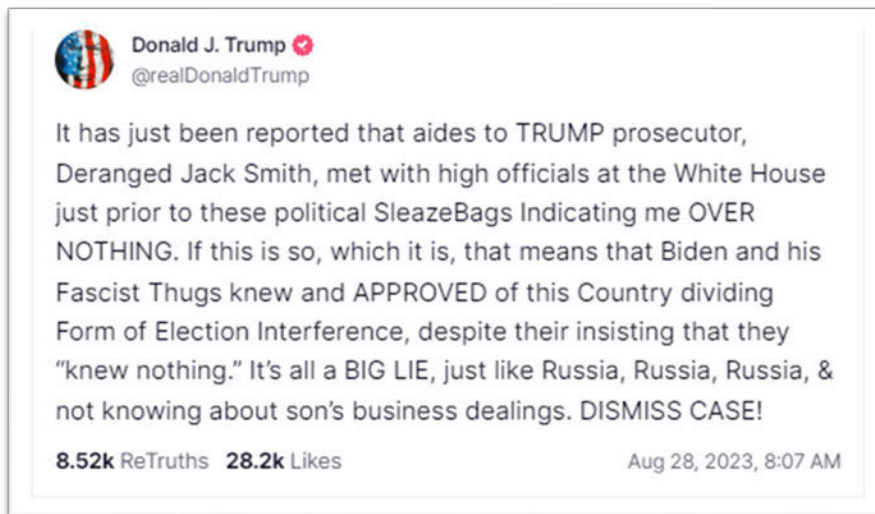 Donald J. Trump
@realDonaldTrump
It has just been reported that aides to TRUMP prosecutor,
Deranged Jack Smith, met with high officials at the White House
just prior to these political SleazeBags Indicating me OVER
NOTHING. If this is so, which it is, that means that Biden and his
Fascist Thugs knew and APPROVED of this Country dividing
Form of Election Interference, despite their insisting that they
“knew nothing.” It’s all a BIG LIE, just like Russia, Russia, Russia, &
not knowing about son’s business dealings. DISMISS CASE!
8.52k ReTruths 28.2k Likes Aug 28, 2023, 8:07 AM